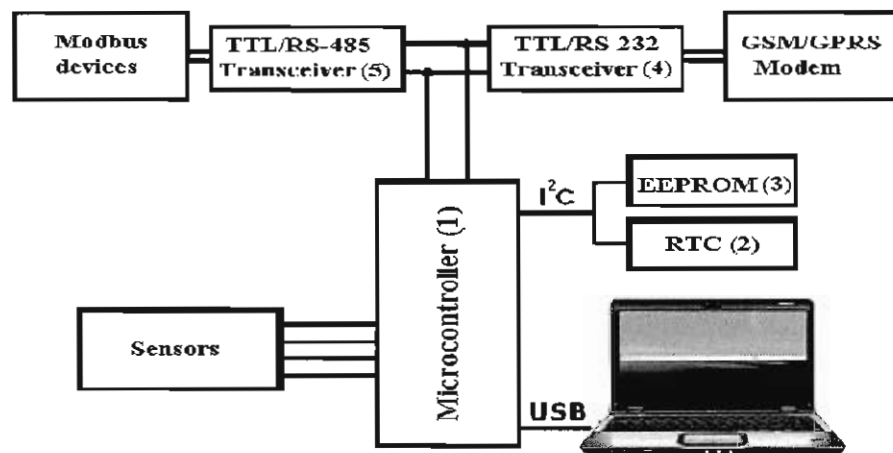 Modbus
devices
TTL/RS-485
Transceiver (5)
TTL/RS 232
Transceiver (4)
GSM/GPRS
Modem
Microcontroller (1)
I²C
EEPROM (3)
RTC (2)
Sensors
USB